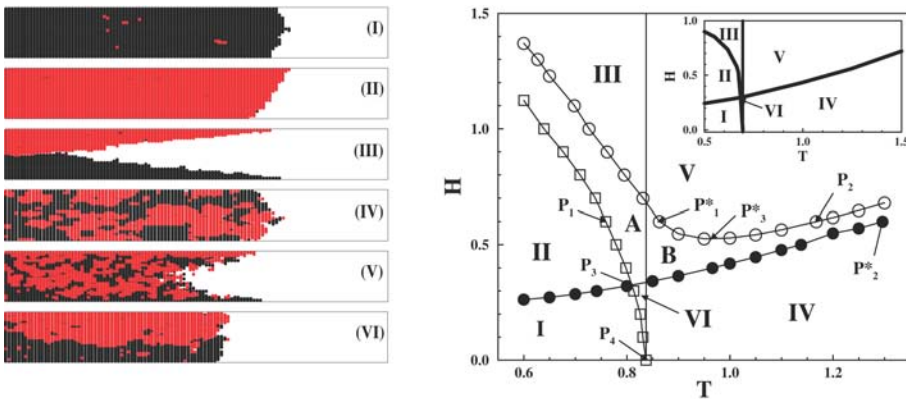 (I)
(II)
(III)
(IV)
(V)
(VI)
H
1.5
1.0
0.5
0.0
0.6
0.8
1.0
1.2
T
III
V
P*1
P*3
P2
P1
A
II
B
P3
P*2
VI
IV
I
P4
H
1.0
0.5
0.0
0.5
1.0
1.5
T
III
V
II
I
VI
IV